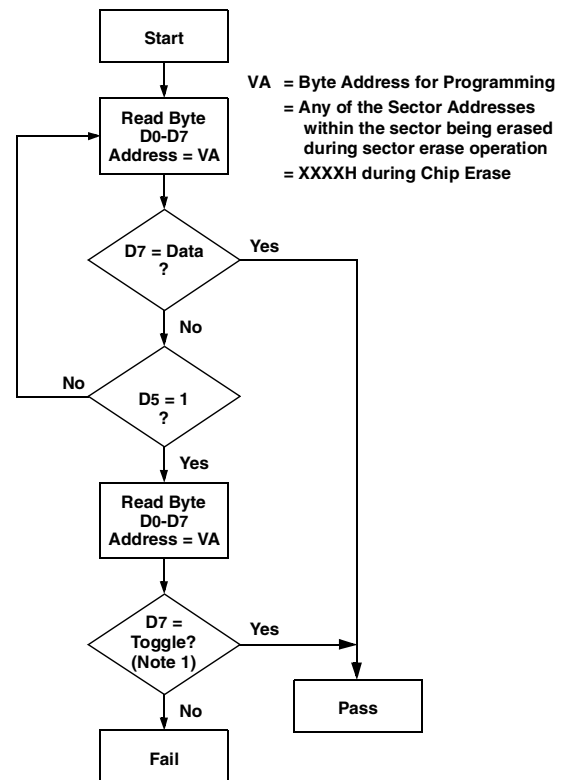 Start
VA = Byte Address for Programming
= Any of the Sector Addresses
within the sector being erased
during sector erase operation
= XXXXH during Chip Erase
Read Byte
D0-D7
Address = VA
D7 = Data
?
Yes
No
D5 = 1
?
No
Yes
Read Byte
D0-D7
Address = VA
D7 =
Toggle?
(Note 1)
Yes
No
Pass
Fail